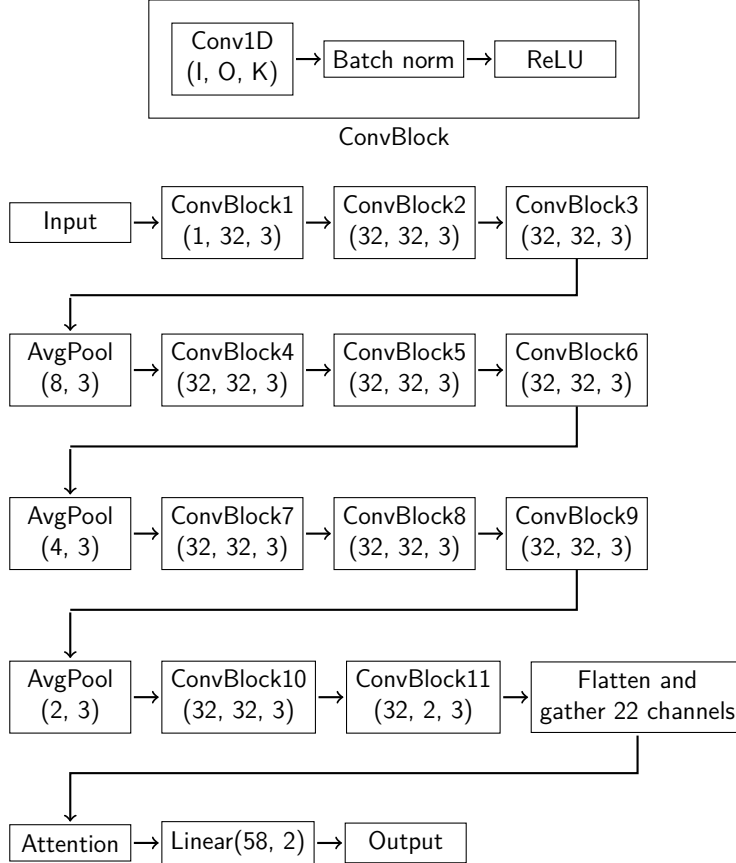 Conv1D
(I, O, K)
Batch norm
ReLU
ConvBlock
Input
ConvBlock1
(1, 32, 3)
ConvBlock2
(32, 32, 3)
ConvBlock3
(32, 32, 3)
AvgPool
(8, 3)
ConvBlock4
(32, 32, 3)
ConvBlock5
(32, 32, 3)
ConvBlock6
(32, 32, 3)
AvgPool
(4, 3)
ConvBlock7
(32, 32, 3)
ConvBlock8
(32, 32, 3)
ConvBlock9
(32, 32, 3)
AvgPool
(2, 3)
ConvBlock10
(32, 32, 3)
ConvBlock11
(32, 2, 3)
Flatten and
gather 22 channels
Attention
Linear(58, 2)
Output